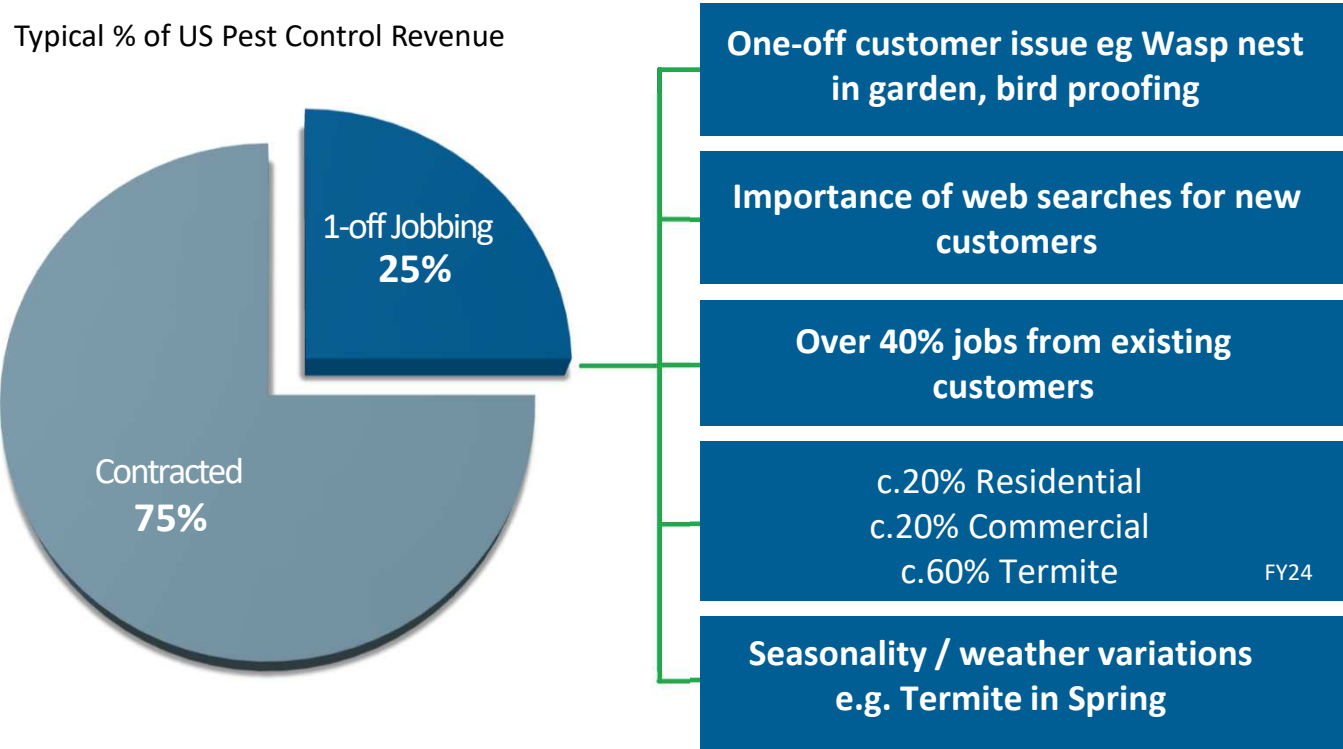 Typical % of US Pest Control Revenue
1-off Jobbing
25%
Contracted
75%
One-off customer issue eg Wasp nest
in garden, bird proofing
Importance of web searches for new
customers
Over 40% jobs from existing
customers
c.20% Residential
c.20% Commercial
c.60% Termite
FY24
Seasonality / weather variations
e.g. Termite in Spring